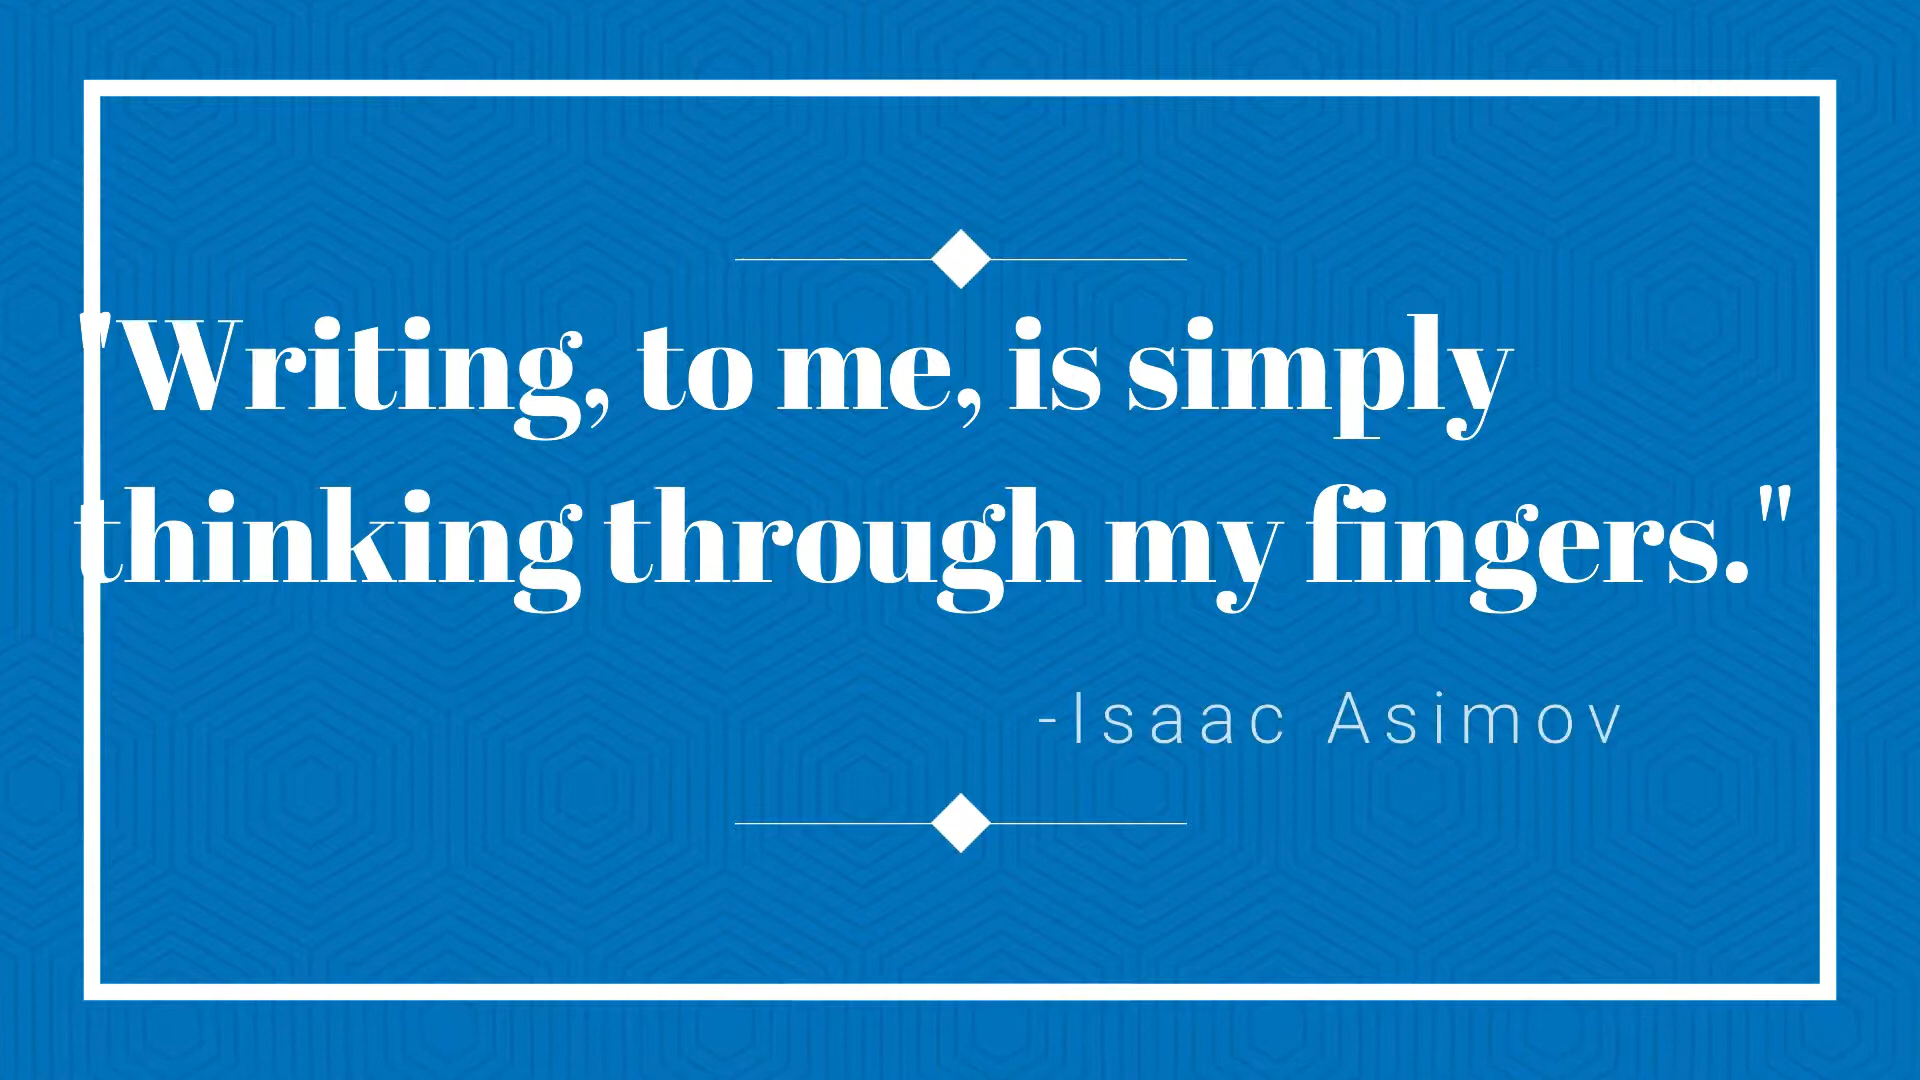 "Writing, to me, is simply
thinking through my fingers."
-Isaac Asimov